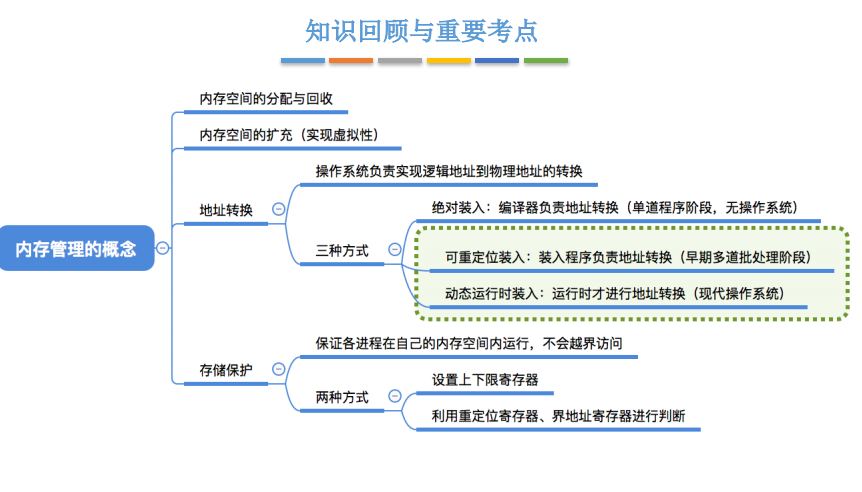 知识回顾与重要考点
内存空间的分配与回收
内存空间的扩充（实现虚拟性）
操作系统负责实现逻辑地址到物理地址的转换
地址转换
绝对装入：编译器负责地址转换（单道程序阶段，无操作系统）
三种方式
可重定位装入：装入程序负责地址转换（早期多道批处理阶段）
动态运行时装入：运行时才进行地址转换（现代操作系统）
内存管理的概念
保证各进程在自己的内存空间内运行，不会越界访问
存储保护
设置上下限寄存器
两种方式
利用重定位寄存器、界地址寄存器进行判断